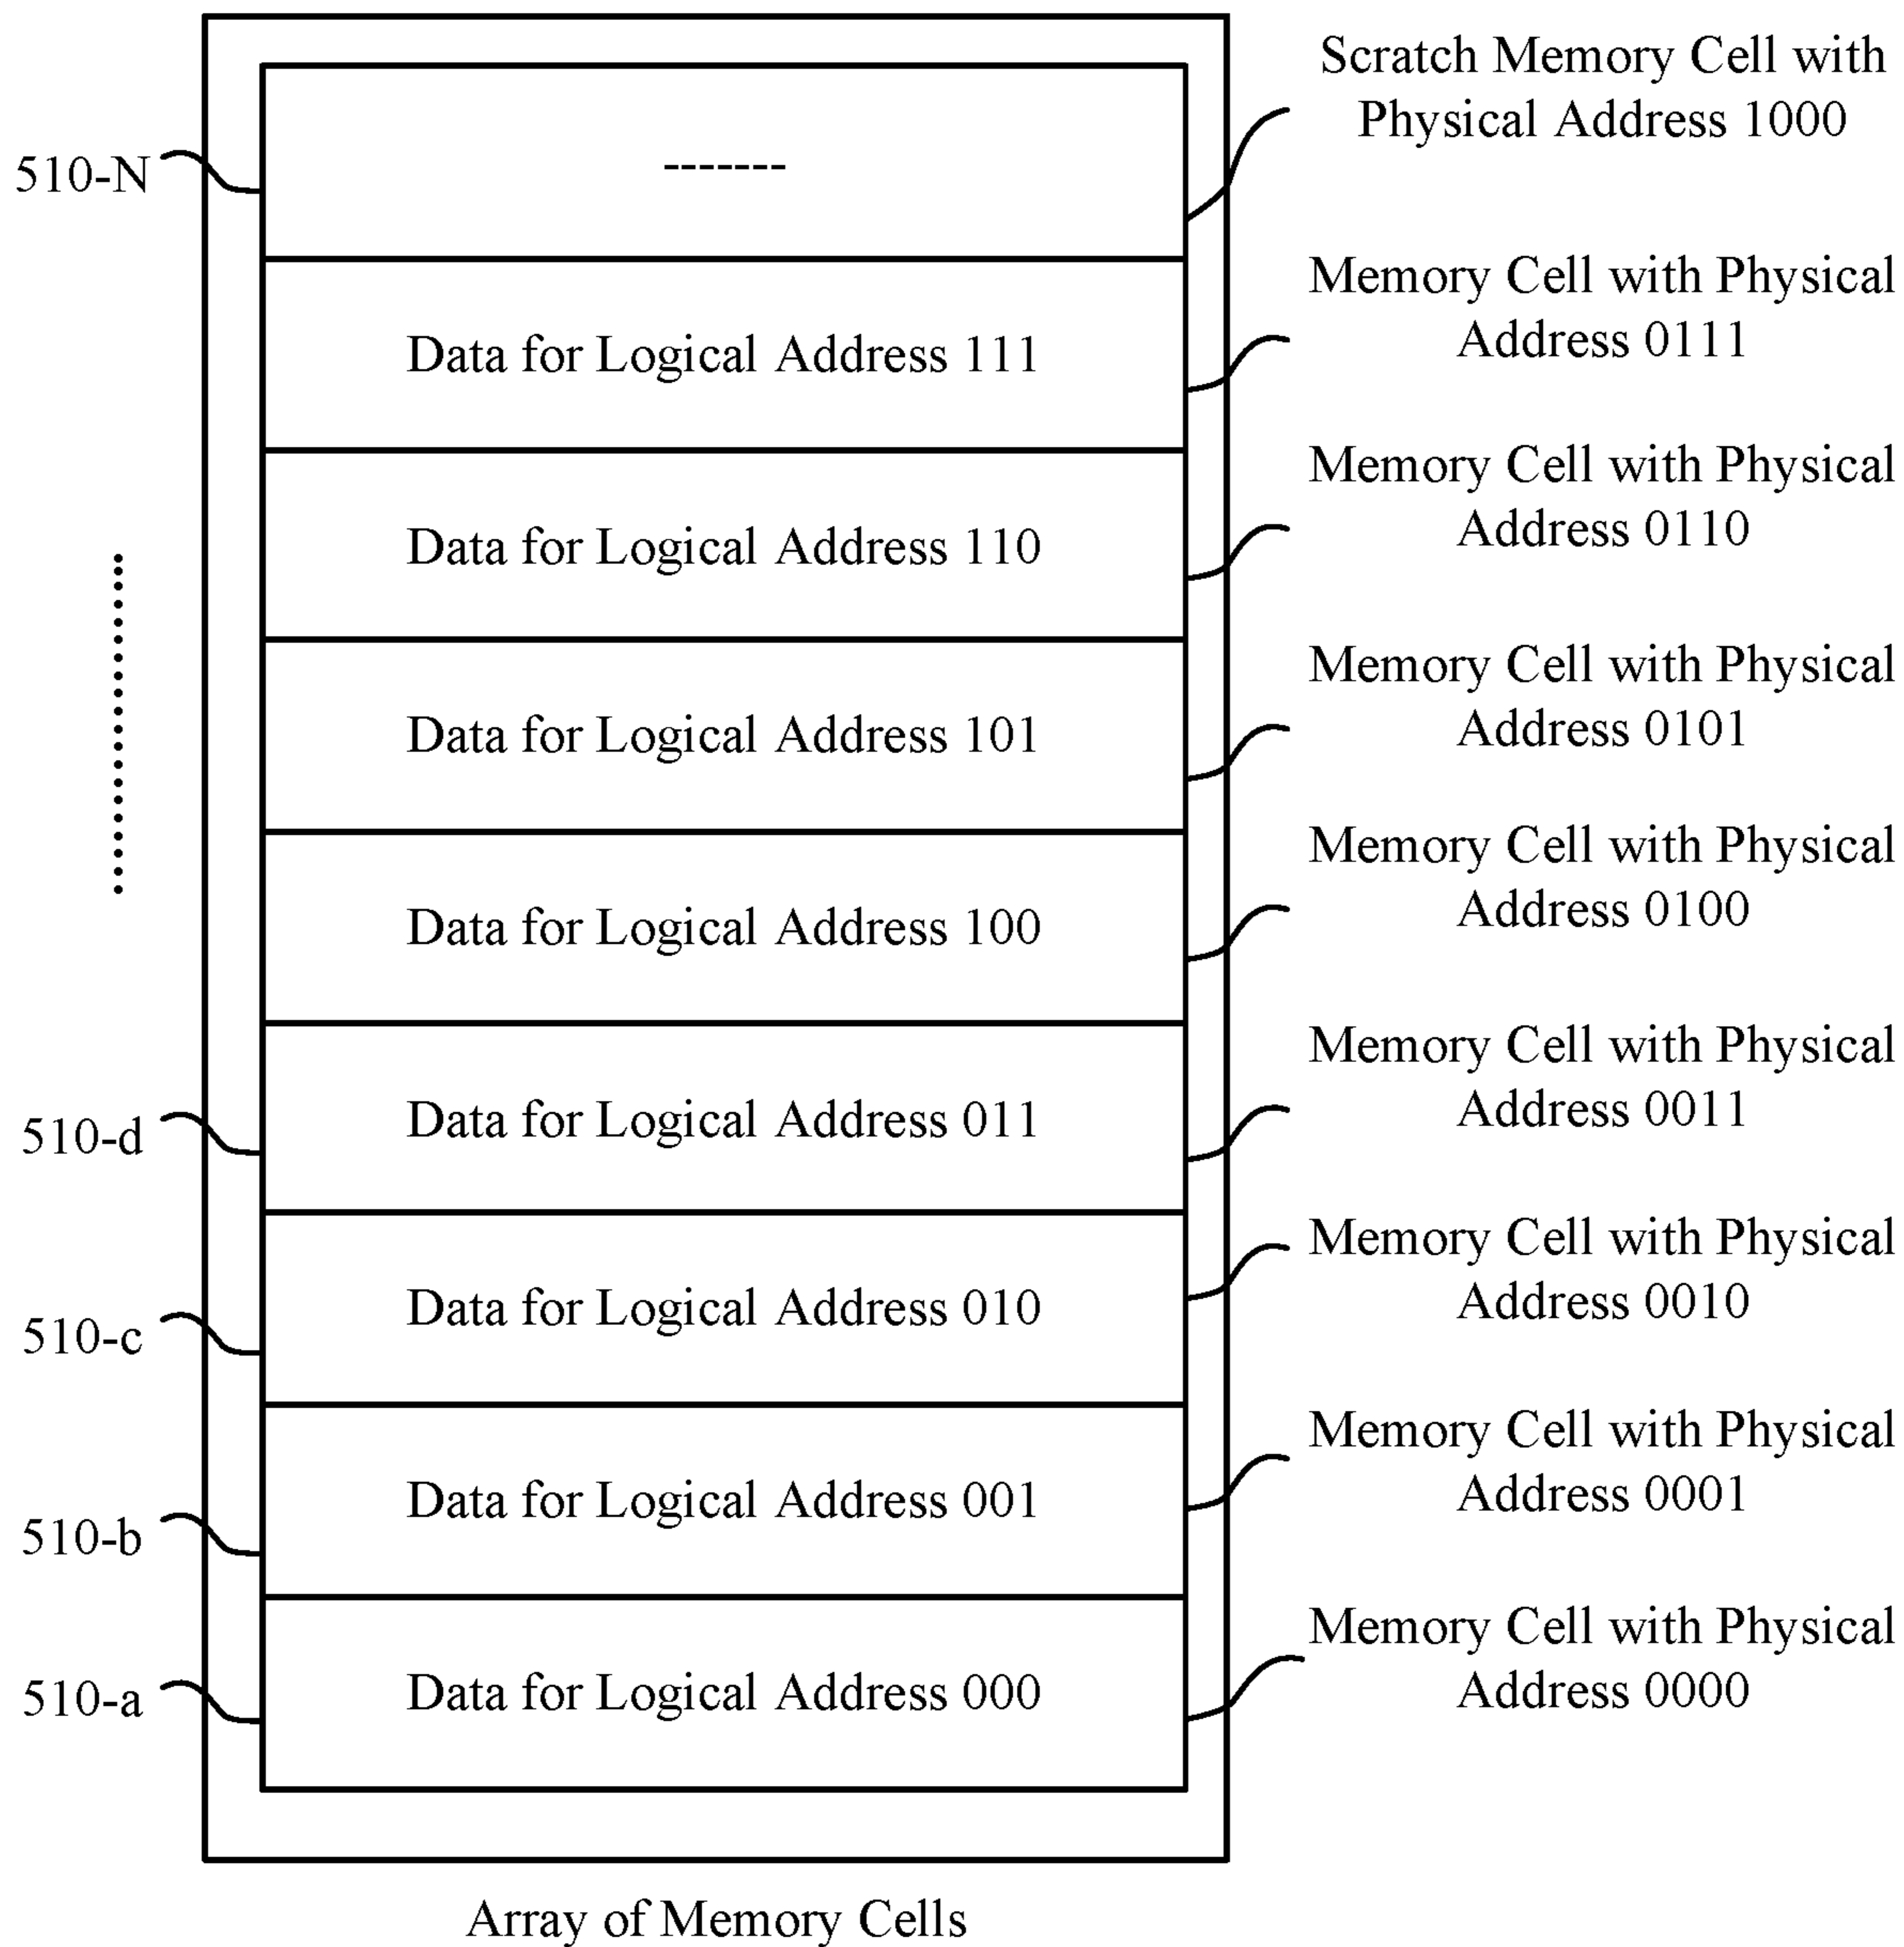 Scratch Memory Cell with
Physical Address 1000
510-N
-------
Memory Cell with Physical
Address 0111
Data for Logical Address 111
Memory Cell with Physical
Address 0110
Data for Logical Address 110
Memory Cell with Physical
Address 0101
Data for Logical Address 101
Memory Cell with Physical
Address 0100
Data for Logical Address 100
Memory Cell with Physical
Address 0011
510-d
Data for Logical Address 011
Memory Cell with Physical
Address 0010
510-c
Data for Logical Address 010
Memory Cell with Physical
Address 0001
510-b
Data for Logical Address 001
Memory Cell with Physical
Address 0000
510-a
Data for Logical Address 000
Array of Memory Cells